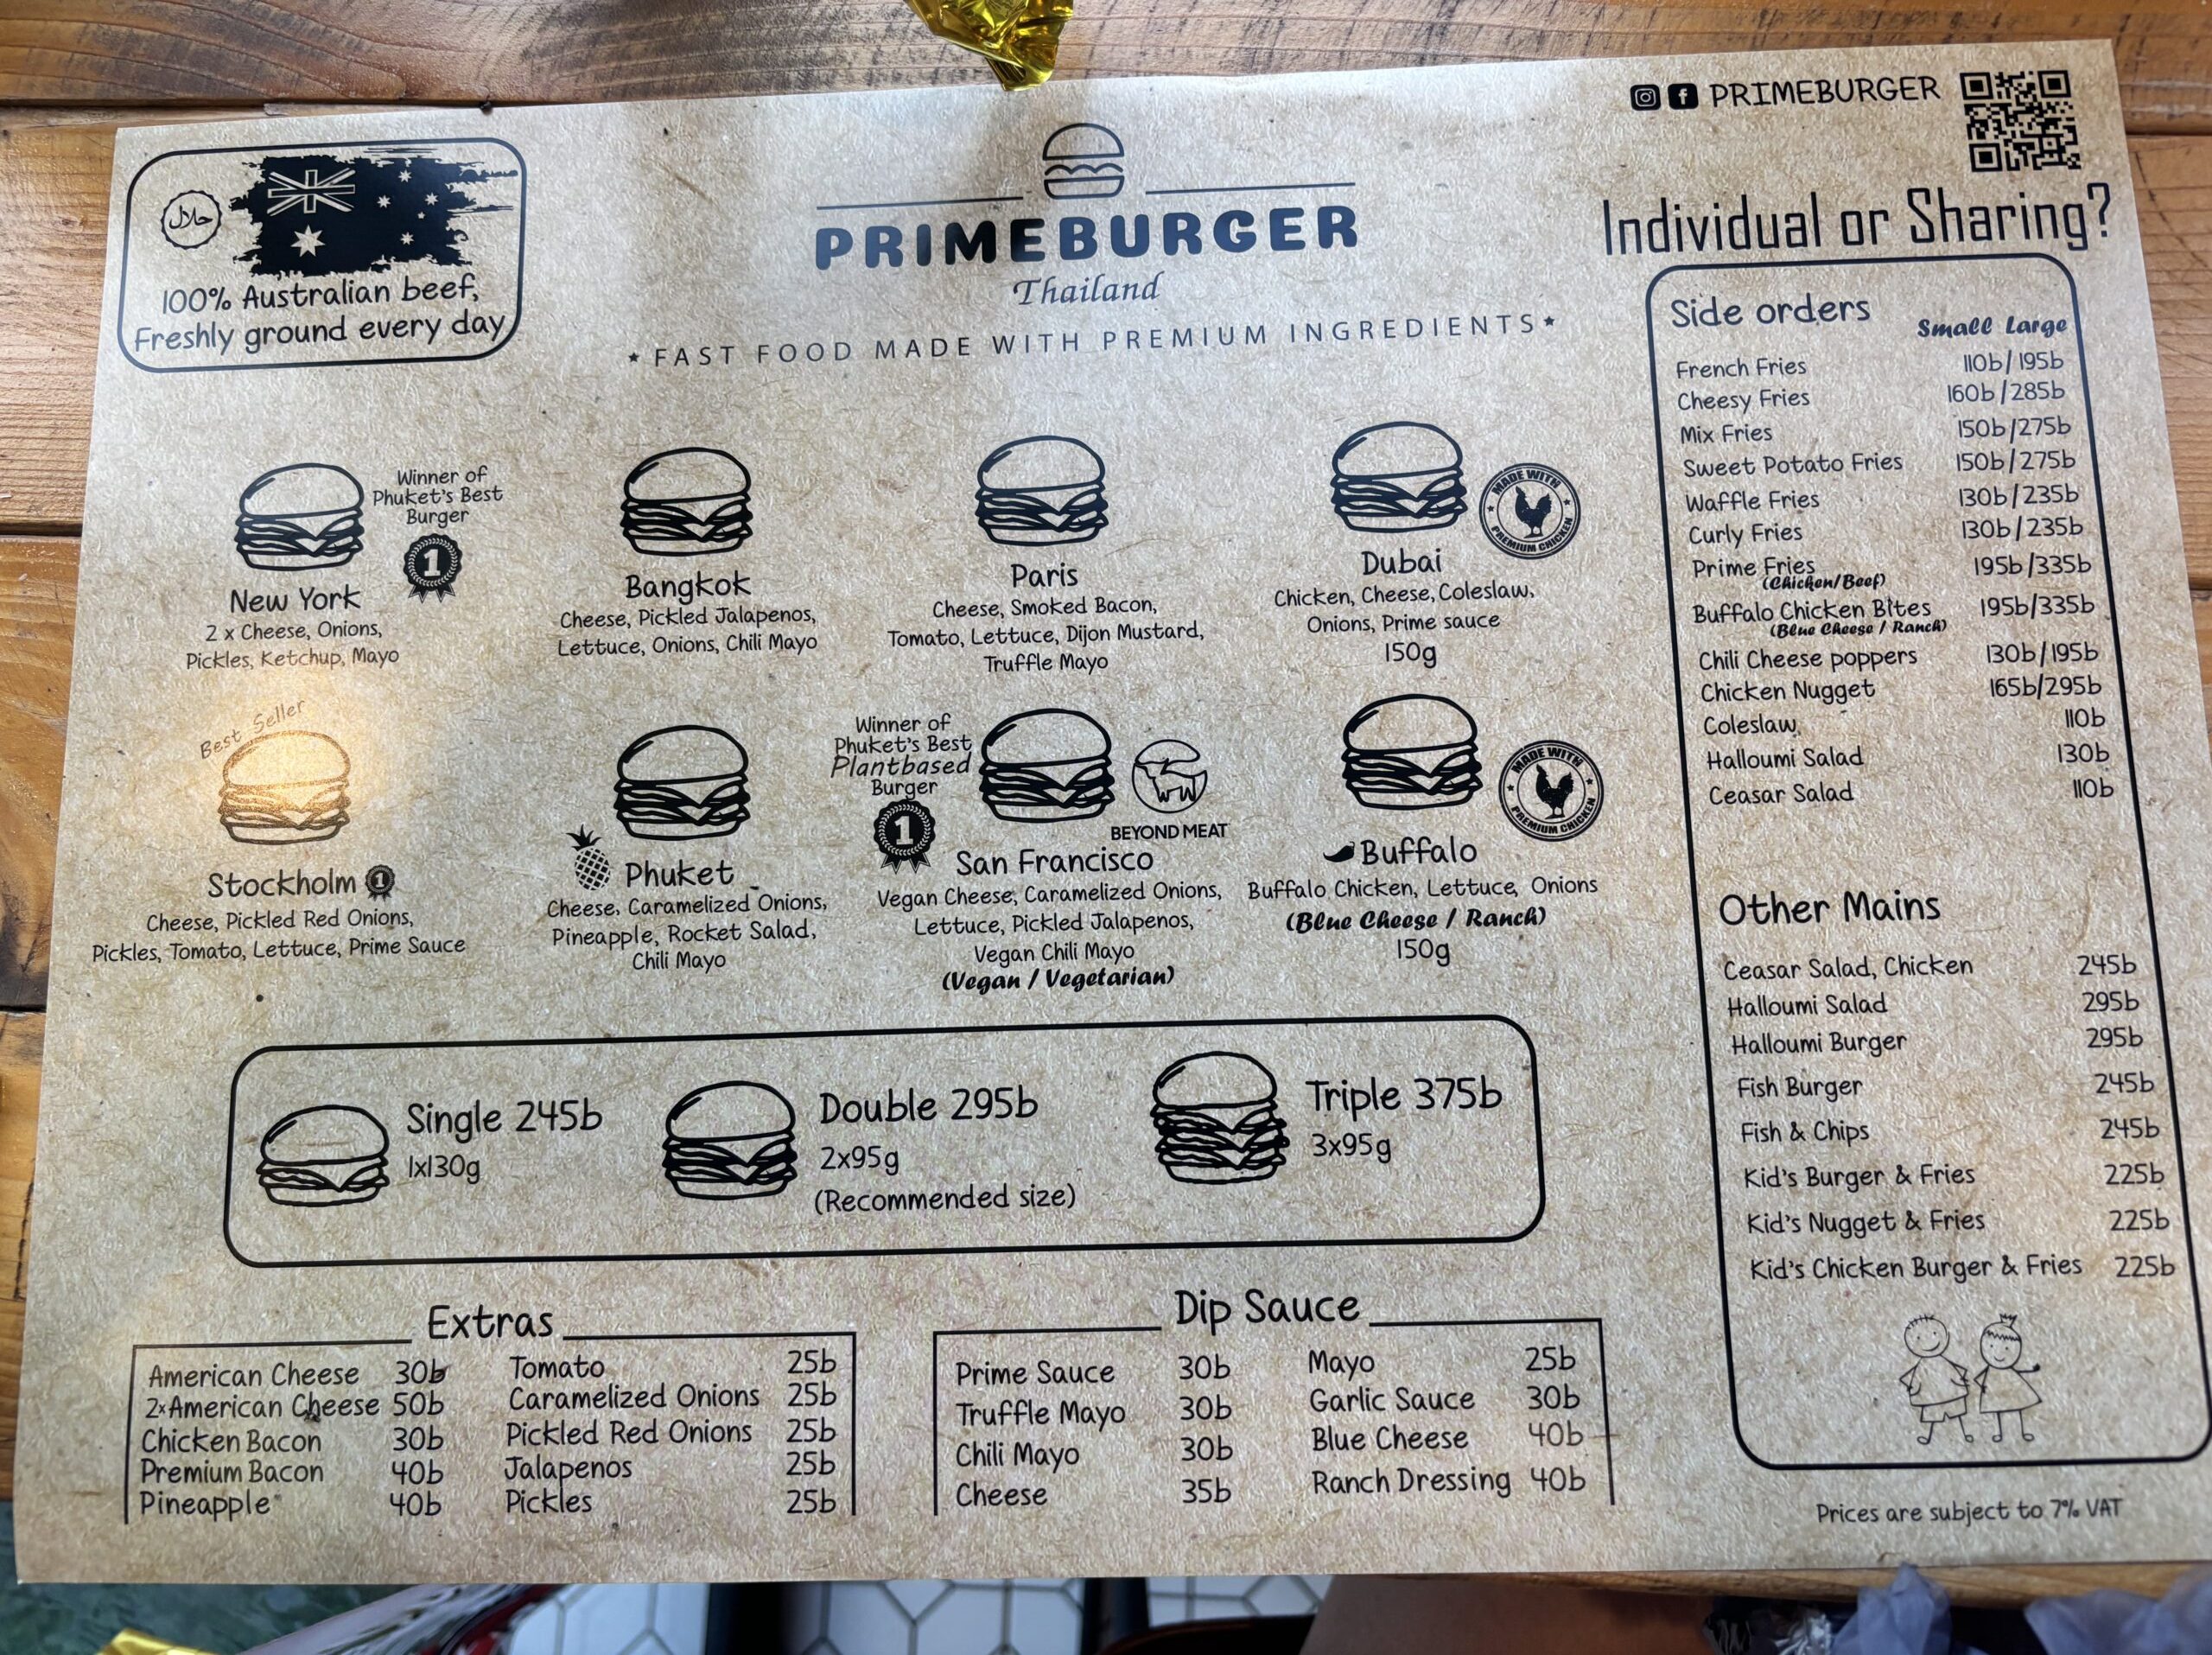 PRIMEBURGER
حلال
100% Australian beef,
Freshly ground every day
PRIMEBURGER
Thailand
* FAST FOOD MADE WITH PREMIUM INGREDIENTS *
Winner of
Phuket's Best
Burger
1
New York
2 x Cheese, Onions,
Pickles, Ketchup, Mayo
Bangkok
Cheese, Pickled Jalapenos,
Lettuce, Onions, Chili Mayo
Paris
Cheese, Smoked Bacon,
Tomato, Lettuce, Dijon Mustard,
Truffle Mayo
MADE WITH
PREMIUM CHICKEN
Dubai
Chicken, Cheese, Coleslaw,
Onions, Prime sauce
150g
Best Seller
Stockholm 1
Cheese, Pickled Red Onions,
Pickles, Tomato, Lettuce, Prime Sauce
Phuket
Cheese, Caramelized Onions,
Pineapple, Rocket Salad,
Chili Mayo
Winner of
Phuket's Best
Plantbased
Burger
1
BEYOND MEAT
San Francisco
Vegan Cheese, Caramelized Onions,
Lettuce, Pickled Jalapenos,
Vegan Chili Mayo
(Vegan / Vegetarian)
MADE WITH
PREMIUM CHICKEN
Buffalo
Buffalo Chicken, Lettuce, Onions
(Blue Cheese / Ranch)
150g
Single 245b
1x130g
Double 295b
2x95g
(Recommended size)
Triple 375b
3x95g
Extras
American Cheese 30b
2xAmerican Cheese 50b
Chicken Bacon 30b
Premium Bacon 40b
Pineapple 40b
Tomato 25b
Caramelized Onions 25b
Pickled Red Onions 25b
Jalapenos 25b
Pickles 25b
Dip Sauce
Prime Sauce 30b
Truffle Mayo 30b
Chili Mayo 30b
Cheese 35b
Mayo 25b
Garlic Sauce 30b
Blue Cheese 40b
Ranch Dressing 40b
Individual or Sharing?
Side orders
Small Large
French Fries 110b/195b
Cheesy Fries 160b/285b
Mix Fries 150b/275b
Sweet Potato Fries 150b/275b
Waffle Fries 130b/235b
Curly Fries 130b/235b
Prime Fries 195b/335b
(Chicken/Beef)
Buffalo Chicken Bites 195b/335b
(Blue Cheese / Ranch)
Chili Cheese poppers 130b/195b
Chicken Nugget 165b/295b
Coleslaw 110b
Halloumi Salad 130b
Ceasar Salad 110b
Other Mains
Ceasar Salad, Chicken 245b
Halloumi Salad 295b
Halloumi Burger 295b
Fish Burger 245b
Fish & Chips 245b
Kid's Burger & Fries 225b
Kid's Nugget & Fries 225b
Kid's Chicken Burger & Fries 225b
Prices are subject to 7% VAT